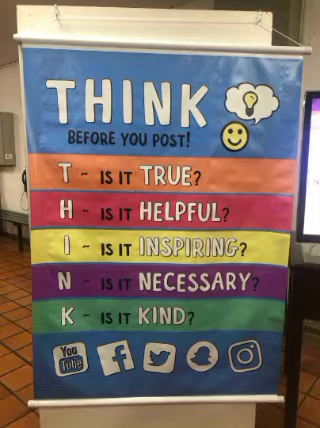 THINK
BEFORE YOU POST!
T ~ IS IT TRUE?
H - IS IT HELPFUL?
I ~ IS IT INSPIRING?
N - IS IT NECESSARY?
K ~ IS IT KIND?
You Tube